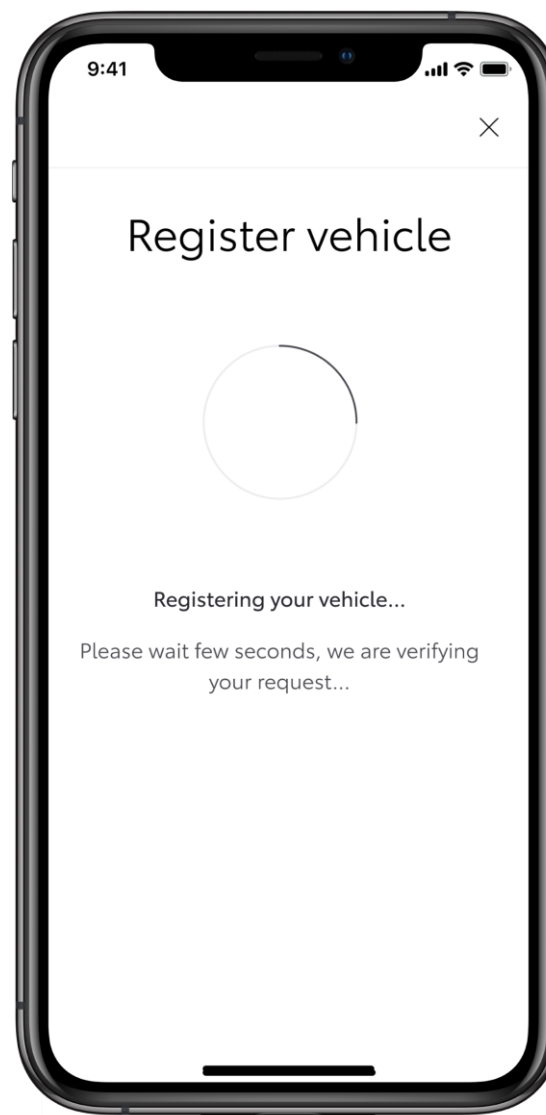 9:41
Register vehicle
Registering your vehicle...
Please wait few seconds, we are verifying
your request...